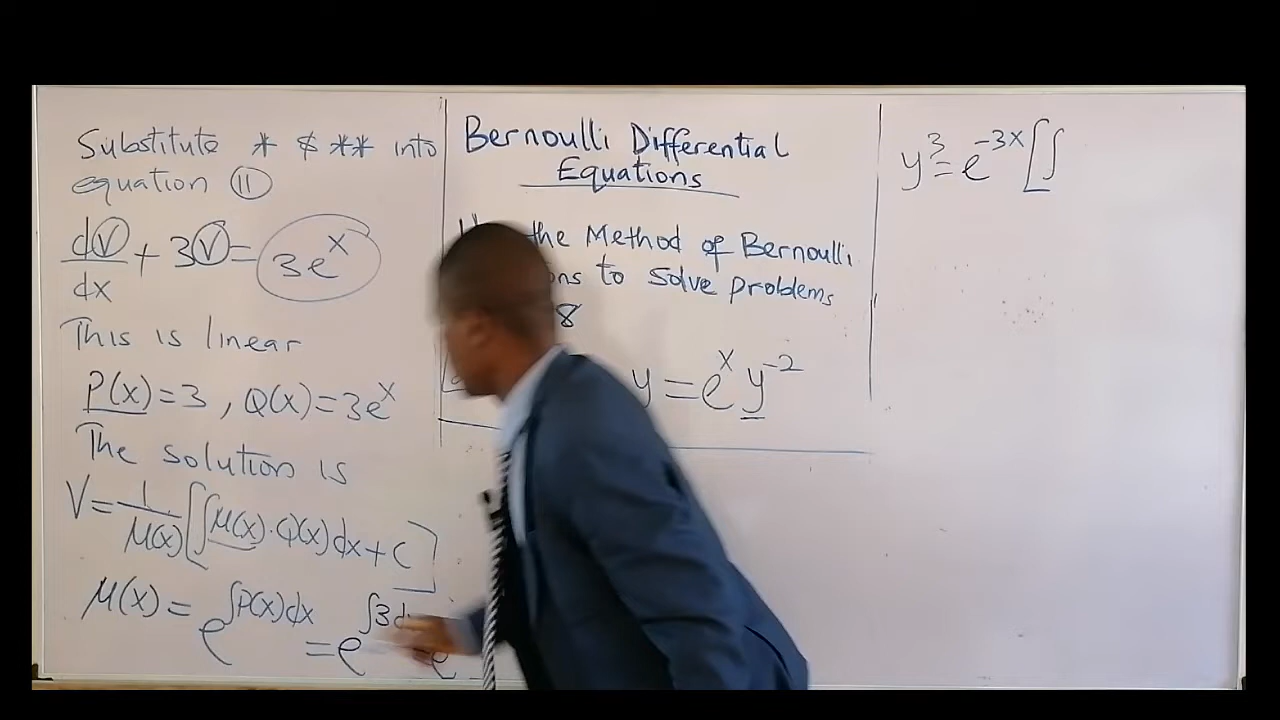 Substitute * & ** into
equation (11)
dV/dx + 3V = 3e^x
This is linear
P(x)=3, Q(x)=3e^x
The solution is
V = 1/μ(x) [∫μ(x)·Q(x)dx + C]
μ(x) = e^∫P(x)dx = e^∫3d = e
Bernoulli Differential
Equations
the Method of Bernoulli
to Solve problems
8
y = e^x y^-2
y^3 = e^-3x [∫